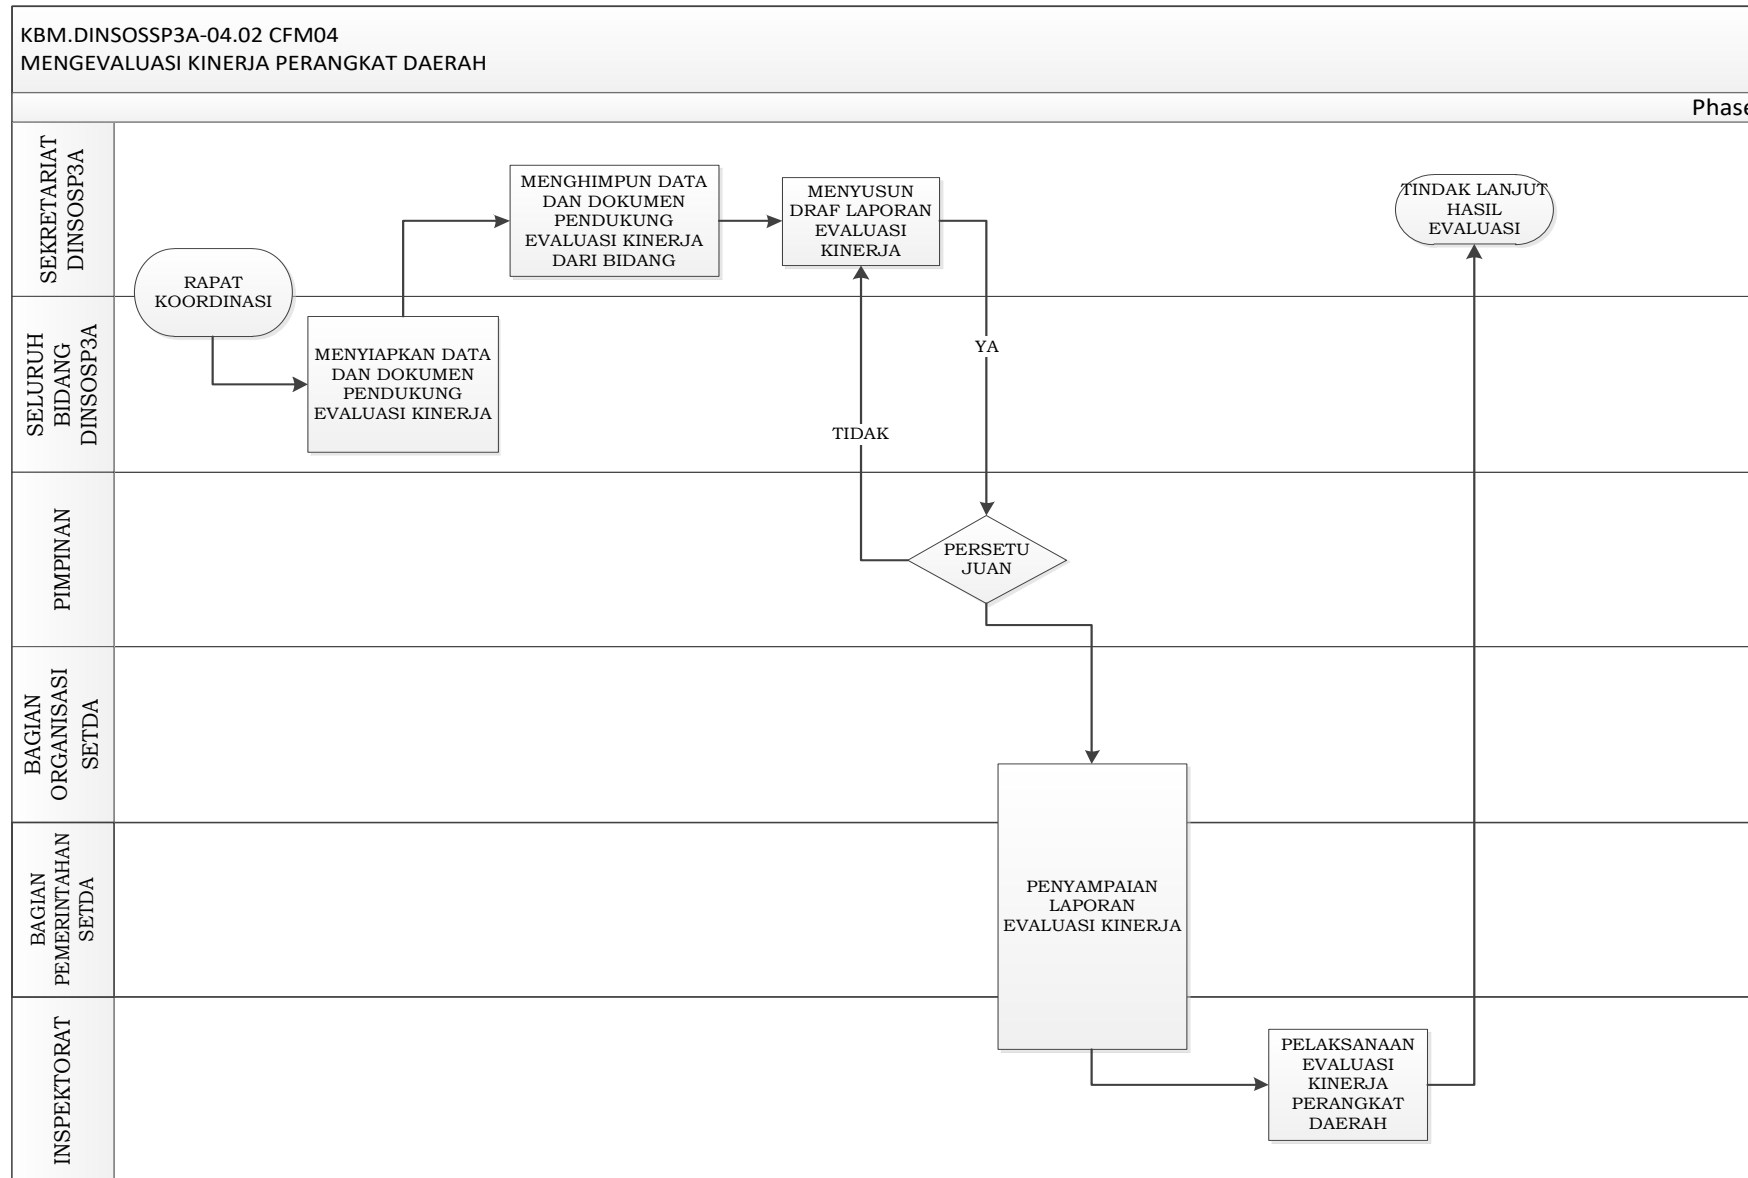 KBM.DINSOSSP3A-04.02 CFM04
MENGEVALUASI KINERJA PERANGKAT DAERAH
Phase
SEKRETARIAT
DINSOSP3A
RAPAT
KOORDINASI
MENGHIMPUN DATA
DAN DOKUMEN
PENDUKUNG
EVALUASI KINERJA
DARI BIDANG
MENYUSUN
DRAF LAPORAN
EVALUASI
KINERJA
TINDAK LANJUT
HASIL
EVALUASI
SELURUH
BIDANG
DINSOSP3A
MENYIAPKAN DATA
DAN DOKUMEN
PENDUKUNG
EVALUASI KINERJA
YA
TIDAK
PIMPINAN
PERSETU
JUAN
BAGIAN
ORGANISASI
SETDA
BAGIAN
PEMERINTAHAN
SETDA
PENYAMPAIAN
LAPORAN
EVALUASI KINERJA
INSPEKTORAT
PELAKSANAAN
EVALUASI
KINERJA
PERANGKAT
DAERAH